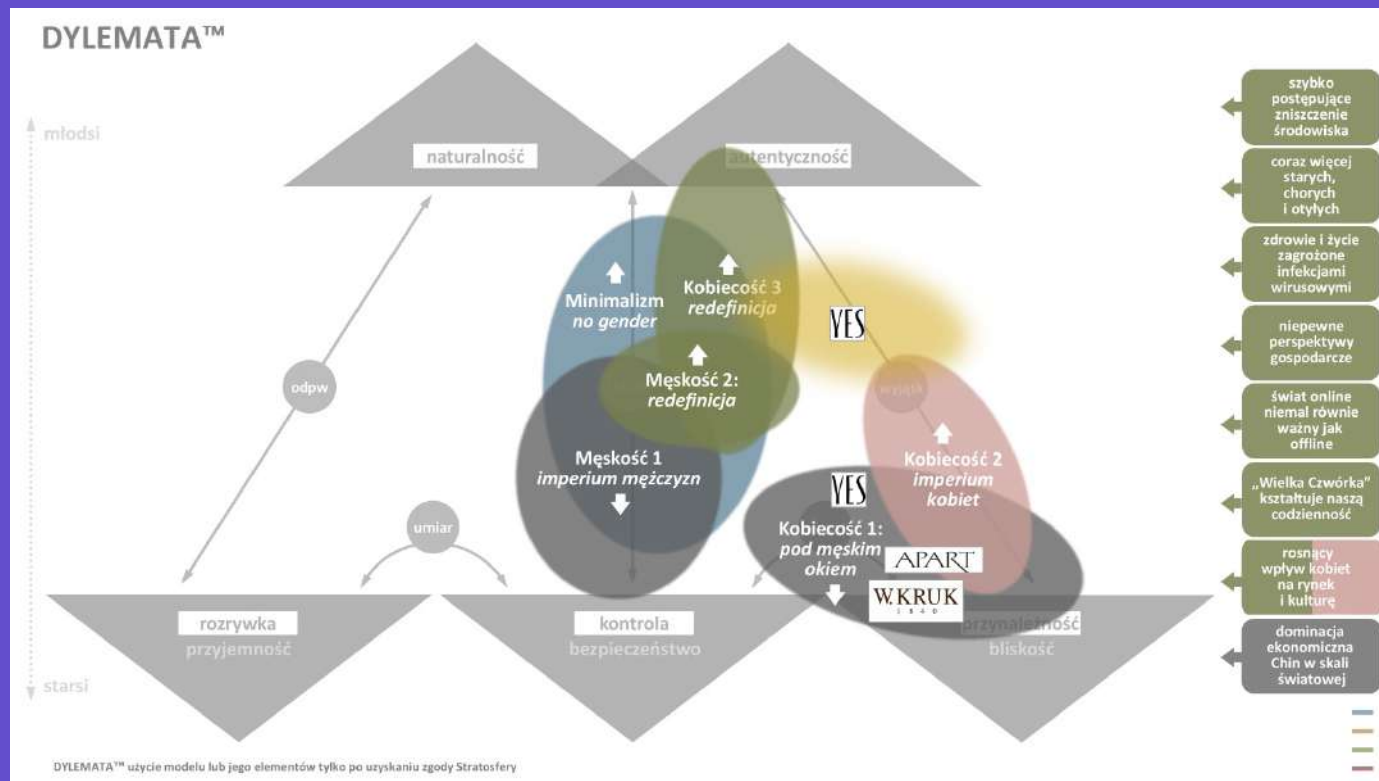 DYLEMATA™
młodsi
naturalność
autentyczność
Minimalizm
no gender
Kobiecość 3
redefinicja
YES
odpw
Męskość 2:
redefinicja
Męskość 1
imperium mężczyzn
Kobiecość 2
imperium
kobiet
YES
umiar
Kobiecość 1:
pod męskim
okiem
APART
W.KRUK
1840
rozrywka
przyjemność
kontrola
bezpieczeństwo
przynależność
bliskość
starsi
szybko
postępujące
zniszczenie
środowiska
coraz więcej
starych,
chorych
i otyłych
zdrowie i życie
zagrożone
infekcjami
wirusowymi
niepewne
perspektywy
gospodarcze
świat online
niemal równie
ważny jak
offline
„Wielka Czwórka”
kształtuje naszą
codzienność
rosnący
wpływ kobiet
na rynek
i kulturę
dominacja
ekonomiczna
Chin w skali
światowej
DYLEMATA™ użycie modelu lub jego elementów tylko po uzyskaniu zgody Stratosfery